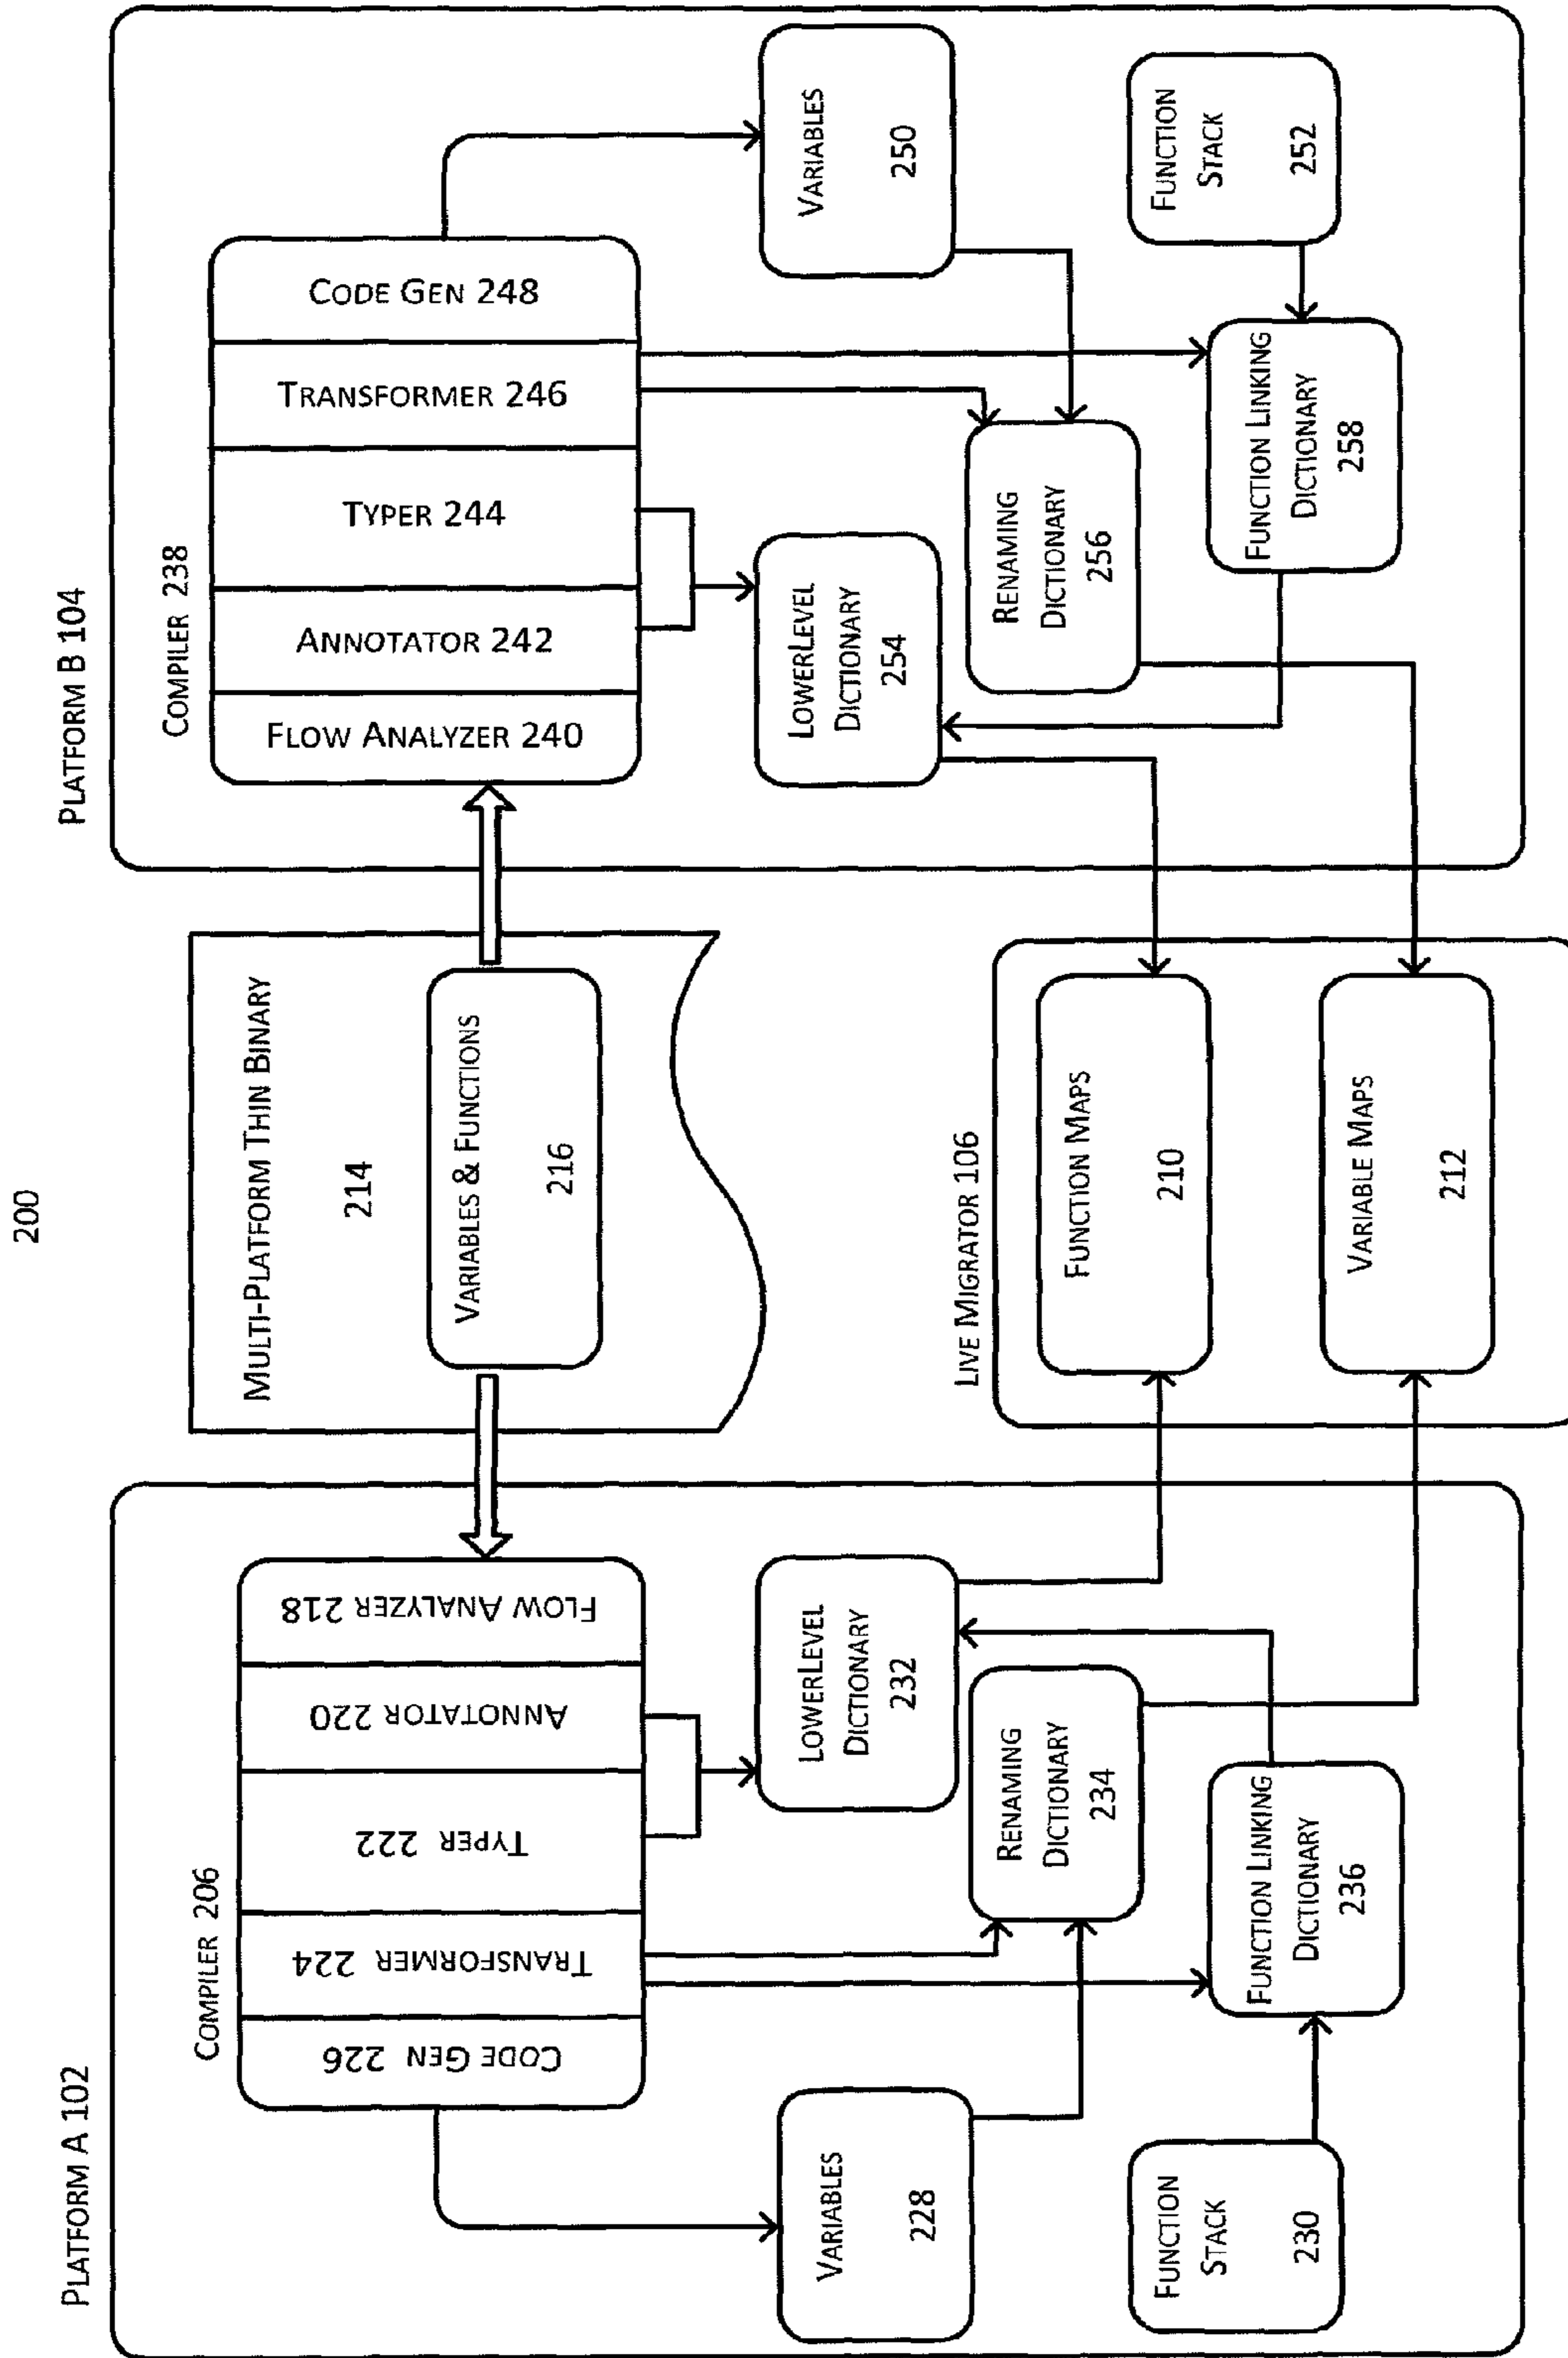 200
PLATFORM A 102
COMPILER 206
CODE GEN 226
TRANSFORMER 224
TYPER 222
ANNOTATOR 220
FLOW ANALYZER 218
VARIABLES
228
FUNCTION
STACK
230
LOWERLEVEL
DICTIONARY
232
RENAMING
DICTIONARY
234
FUNCTION LINKING
DICTIONARY
236
MULTI-PLATFORM THIN BINARY
214
VARIABLES & FUNCTIONS
216
LIVE MIGRATOR 106
FUNCTION MAPS
210
VARIABLE MAPS
212
PLATFORM B 104
COMPILER 238
FLOW ANALYZER 240
ANNOTATOR 242
TYPER 244
TRANSFORMER 246
CODE GEN 248
VARIABLES
250
LOWERLEVEL
DICTIONARY
254
RENAMING
DICTIONARY
256
FUNCTION
STACK
252
FUNCTION LINKING
DICTIONARY
258